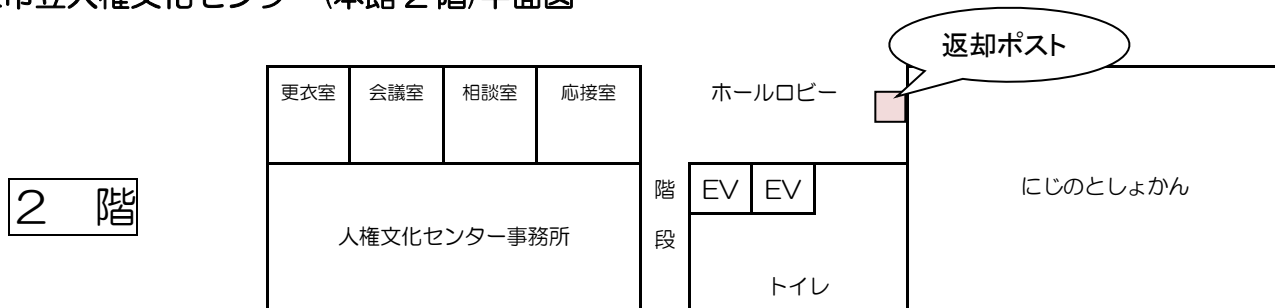 市立人権文化センター(本館２階)平面図
返却ポスト
更衣室
会議室
相談室
応接室
ホールロビー
２　階
人権文化センター事務所
階
段
EV
EV
トイレ
にじのとしょかん